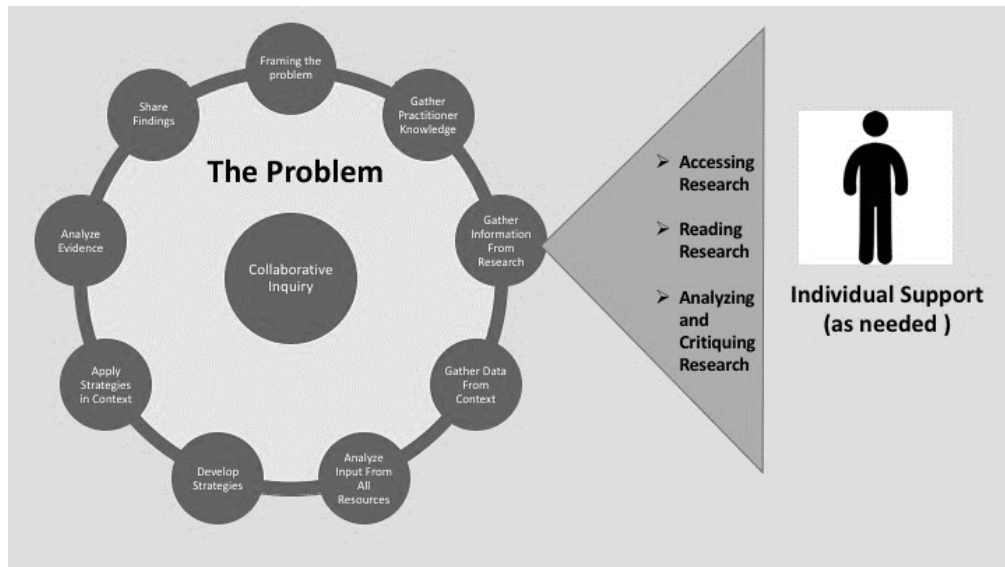 Framing the
problem
Gather
Practitioner
Knowledge
Gather
Information
From
Research
Gather Data
From
Context
Analyze
Input From
All
Resources
Develop
Strategies
Apply
Strategies
in Context
Analyze
Evidence
Share
Findings
The Problem
Collaborative
Inquiry
➢ Accessing
Research
➢ Reading
Research
➢ Analyzing
and
Critiquing
Research
Individual Support
(as needed )